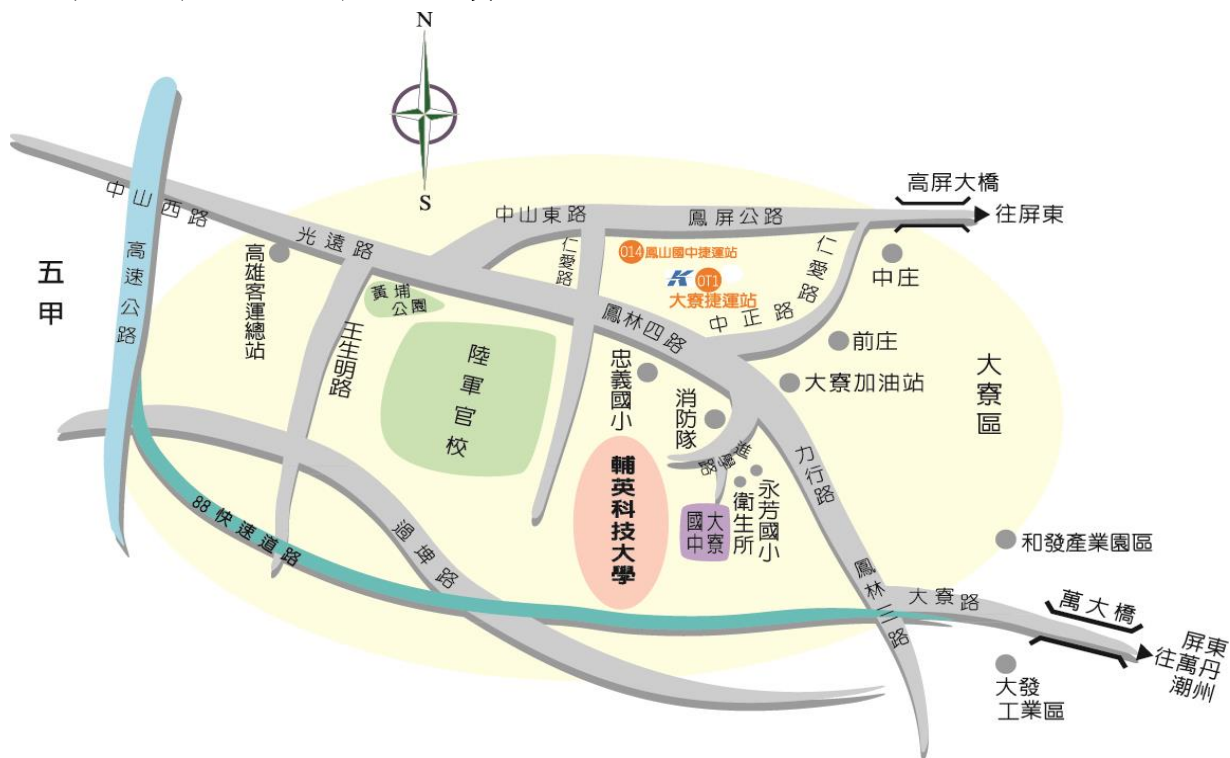 N
S
中山西路
高速公路
五甲
光遠路
高雄客運總站
王生明路
黃埔
公園
陸軍官校
中山東路
仁愛路
鳳屏公路
高屏大橋
往屏東
014 鳳山國中捷運站
K OT1
大寮捷運站
仁愛路
中正路
中庄
鳳林四路
前庄
大寮加油站
大寮區
忠義國小
消防隊
進學路
輔英科技大學
大寮
國中
衛生所
永芳國小
力行路
88快速道路
過埤路
鳳林三路
和發產業園區
大寮路
萬大橋
屏東
往萬丹
潮州
大發
工業區